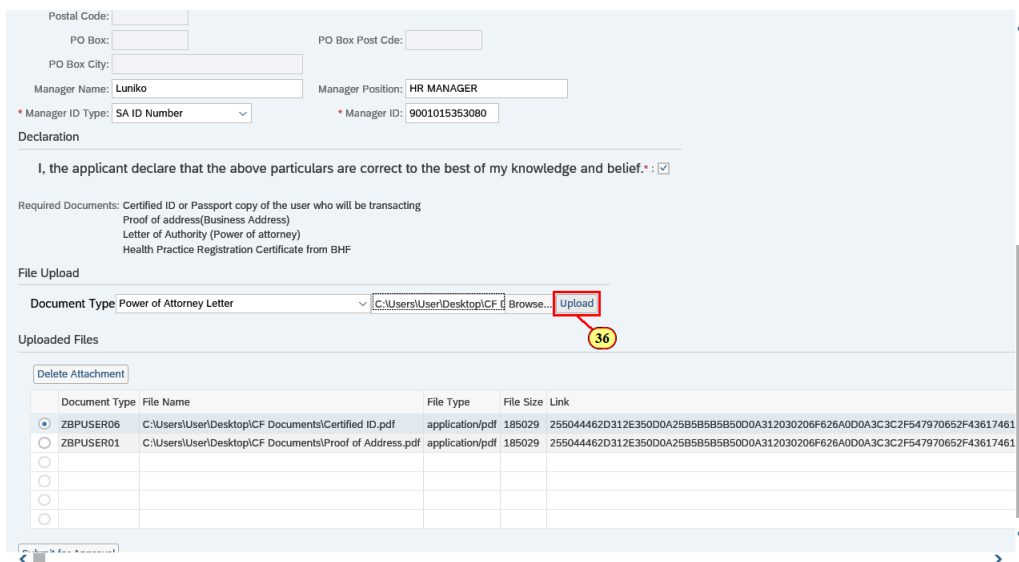 Postal Code:
PO Box: PO Box Post Cde:
PO Box City:
Manager Name: Luniko Manager Position: HR MANAGER
* Manager ID Type: SA ID Number * Manager ID: 9001015353080
Declaration
I, the applicant declare that the above particulars are correct to the best of my knowledge and belief.* :
Required Documents: Certified ID or Passport copy of the user who will be transacting
Proof of address(Business Address)
Letter of Authority (Power of attorney)
Health Practice Registration Certificate from BHF
File Upload
Document Type Power of Attorney Letter C:\Users\User\Desktop\CF D Browse... Upload
36
Uploaded Files
Delete Attachment
Document Type File Name File Type File Size Link
ZBPUSER06 C:\Users\User\Desktop\CF Documents\Certified ID.pdf application/pdf 185029 255044462D312E350D0A25B5B5B5B50D0A312030206F626A0D0A3C3C2F547970652F43617461
ZBPUSER01 C:\Users\User\Desktop\CF Documents\Proof of Address.pdf application/pdf 185029 255044462D312E350D0A25B5B5B5B50D0A312030206F626A0D0A3C3C2F547970652F43617461
Submit for Approval